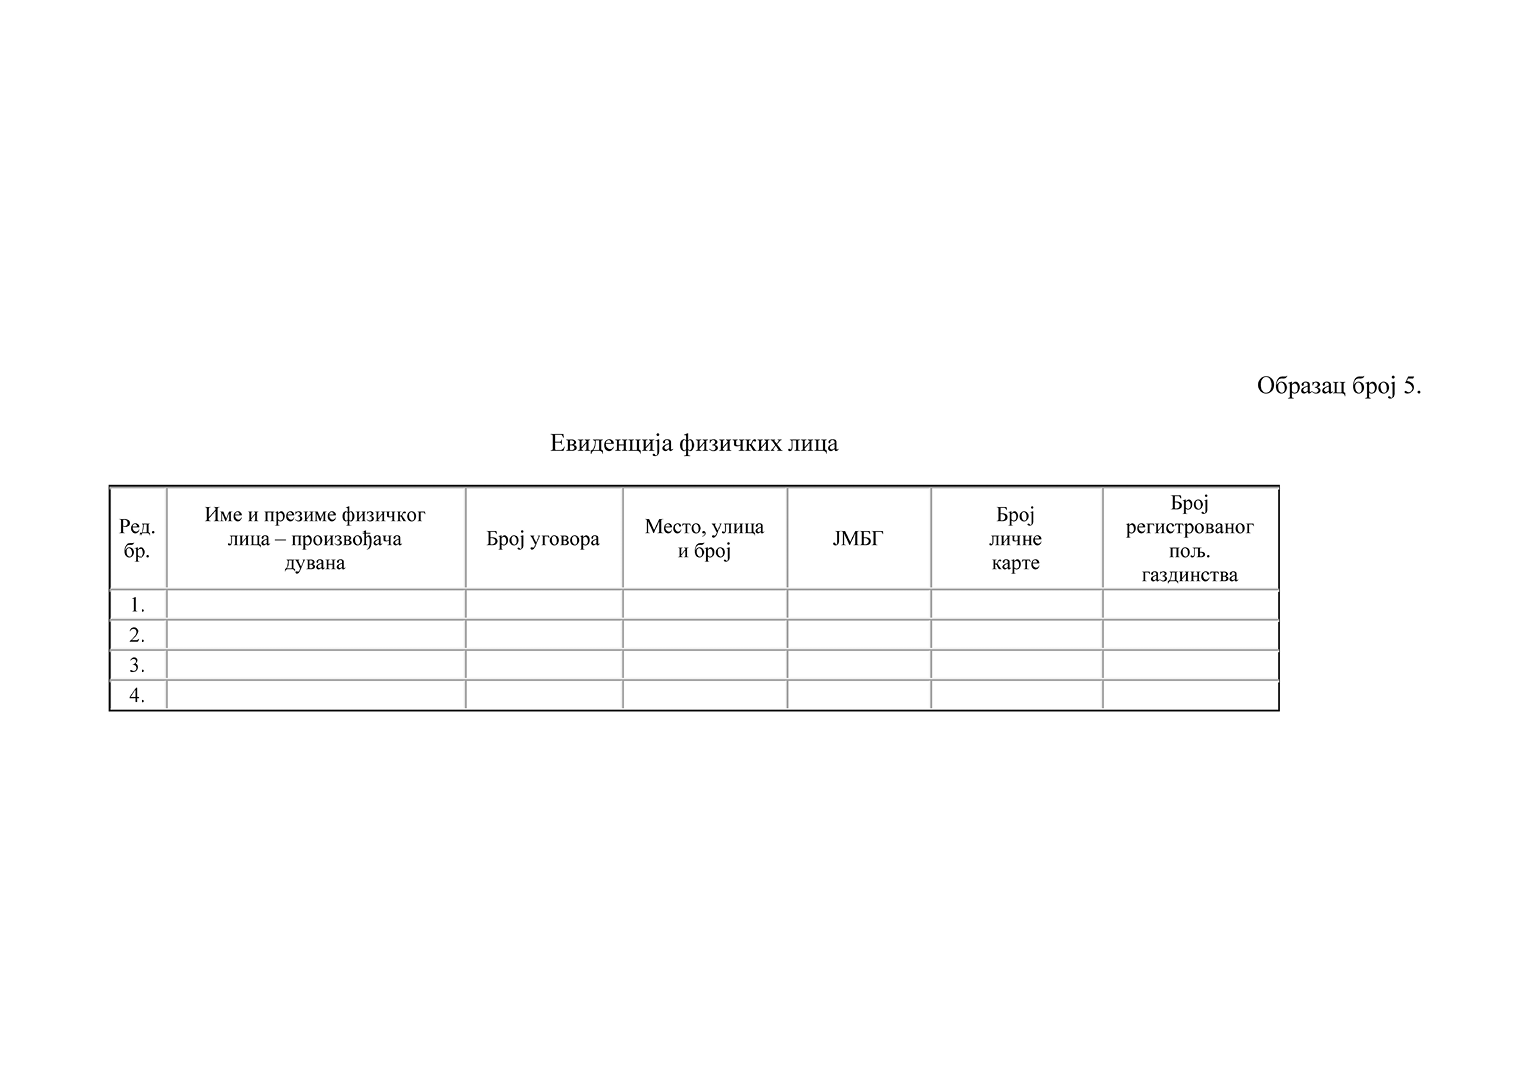 Образац број 5.
Евиденција физичких лица
Ред.
бр.
Име и презиме физичког
лица – произвођача
дувана
Број уговора
Место, улица
и број
ЈМБГ
Број
личне
карте
Број
регистрованог
пољ.
газдинства
1.
2.
3.
4.